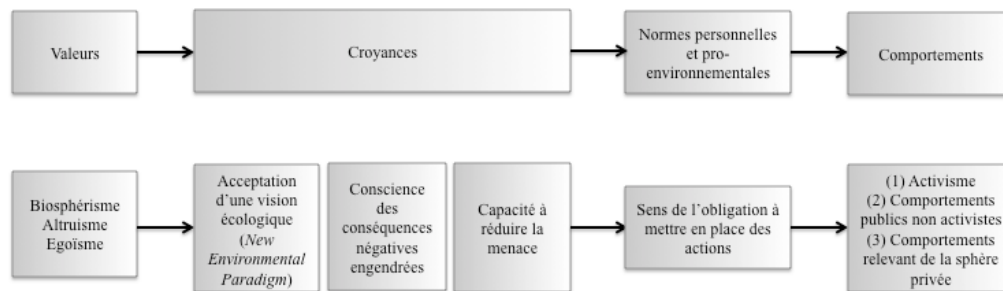 Valeurs
Croyances
Normes personnelles
et pro-
environnementales
Comportements
Biosphérisme
Altruisme
Egoïsme
Acceptation
d'une vision
écologique
(New
Environmental
Paradigm)
Conscience
des
conséquences
négatives
engendrées
Capacité à
réduire la
menace
Sens de l'obligation à
mettre en place des
actions
(1) Activisme
(2) Comportements
publics non activistes
(3) Comportements
relevant de la sphère
privée